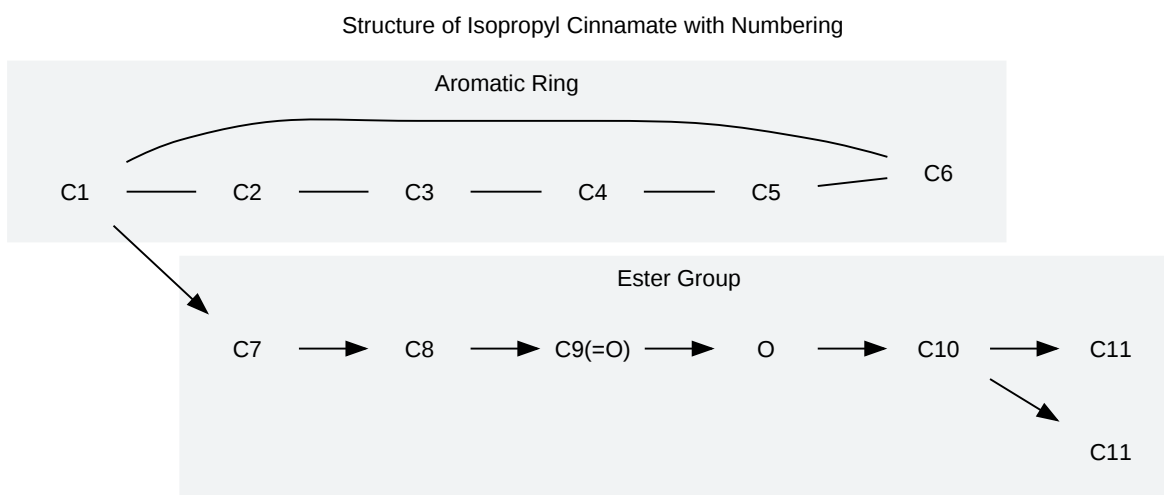 Structure of Isopropyl Cinnamate with Numbering
Aromatic Ring
C1 C2 C3 C4 C5 C6
Ester Group
C7 C8 C9(=O) O C10 C11
C11